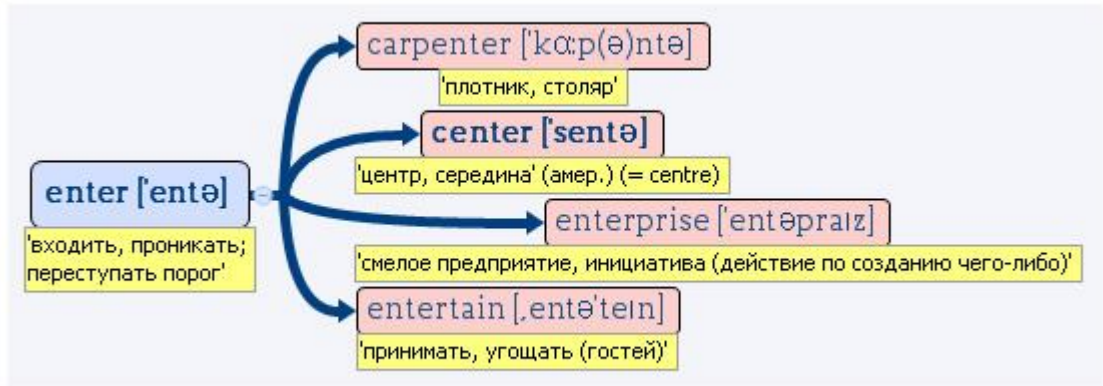 carpenter ['kɑ:p(ə)ntə]
'плотник, столяр'
center ['sentə]
'центр, середина' (амер.) (= centre)
enter ['entə]
'входить, проникать;
переступать порог'
enterprise ['entəpraɪz]
'смелое предприятие, инициатива (действие по созданию чего-либо)'
entertain [ˌentə'teɪn]
'принимать, угощать (гостей)'